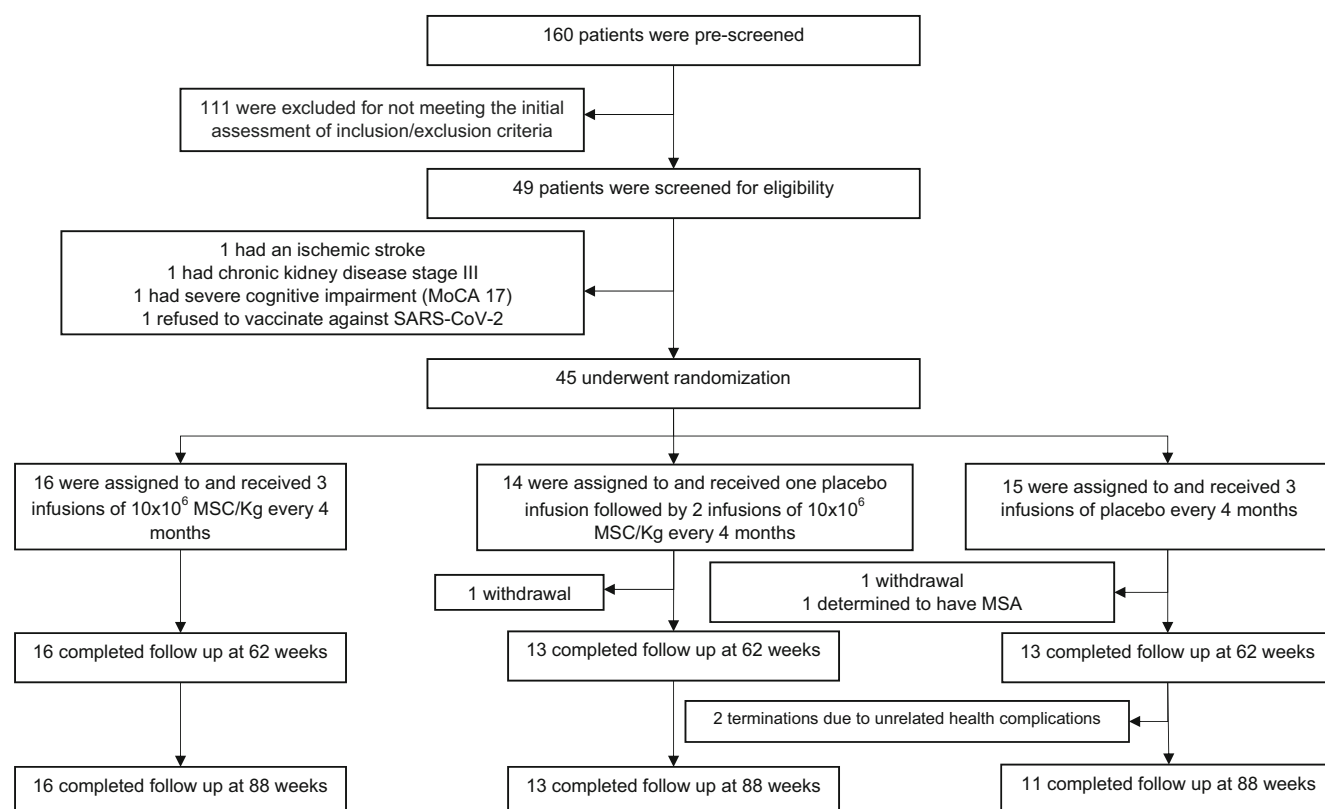 160 patients were pre-screened
111 were excluded for not meeting the initial
assessment of inclusion/exclusion criteria
49 patients were screened for eligibility
1 had an ischemic stroke
1 had chronic kidney disease stage III
1 had severe cognitive impairment (MoCA 17)
1 refused to vaccinate against SARS-CoV-2
45 underwent randomization
16 were assigned to and received 3
infusions of 10x10⁶ MSC/Kg every 4
months
14 were assigned to and received one placebo
infusion followed by 2 infusions of 10x10⁶
MSC/Kg every 4 months
15 were assigned to and received 3
infusions of placebo every 4 months
1 withdrawal
1 withdrawal
1 determined to have MSA
16 completed follow up at 62 weeks
13 completed follow up at 62 weeks
13 completed follow up at 62 weeks
2 terminations due to unrelated health complications
16 completed follow up at 88 weeks
13 completed follow up at 88 weeks
11 completed follow up at 88 weeks